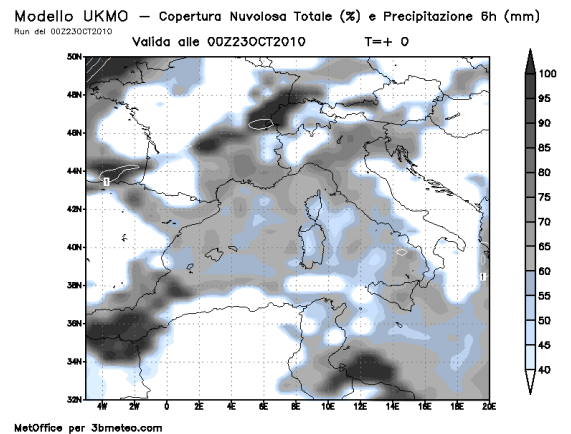 Modello UKMO – Copertura Nuvolosa Totale (%) e Precipitazione 6h (mm)
Run del 00Z23OCT2010
Valida alle 00Z23OCT2010 T=+ 0
50N
48N
46N
44N
42N
40N
38N
36N
34N
32N
4W 2W 0 2E 4E 6E 8E 10E 12E 14E 16E 18E 20E
100
95
90
85
80
75
70
65
60
55
50
45
40
1
1
MetOffice per 3bmeteo.com